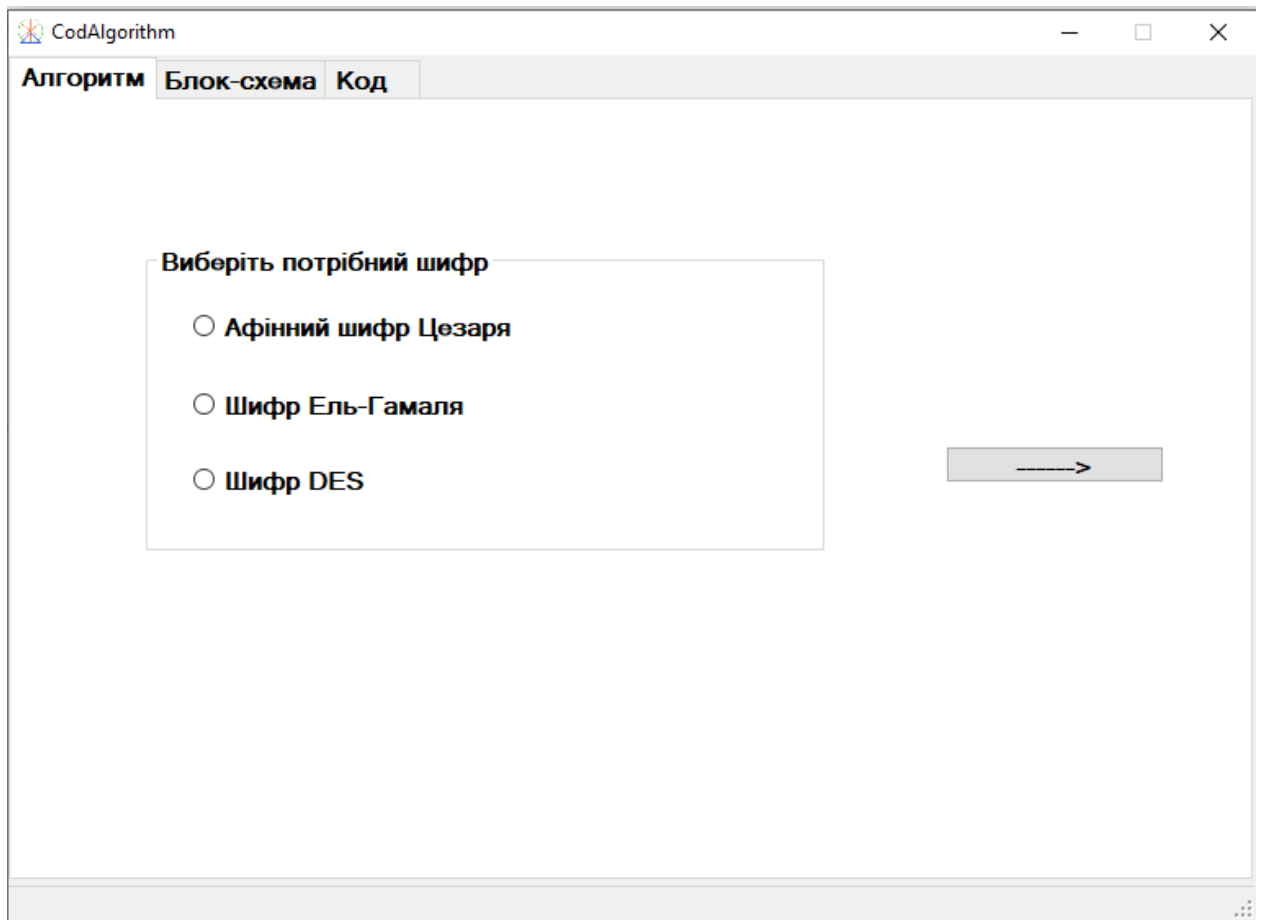 CodAlgorithm
Алгоритм Блок-схема Код
Виберіть потрібний шифр
Афінний шифр Цезаря
Шифр Ель-Гамаля
------>
Шифр DES